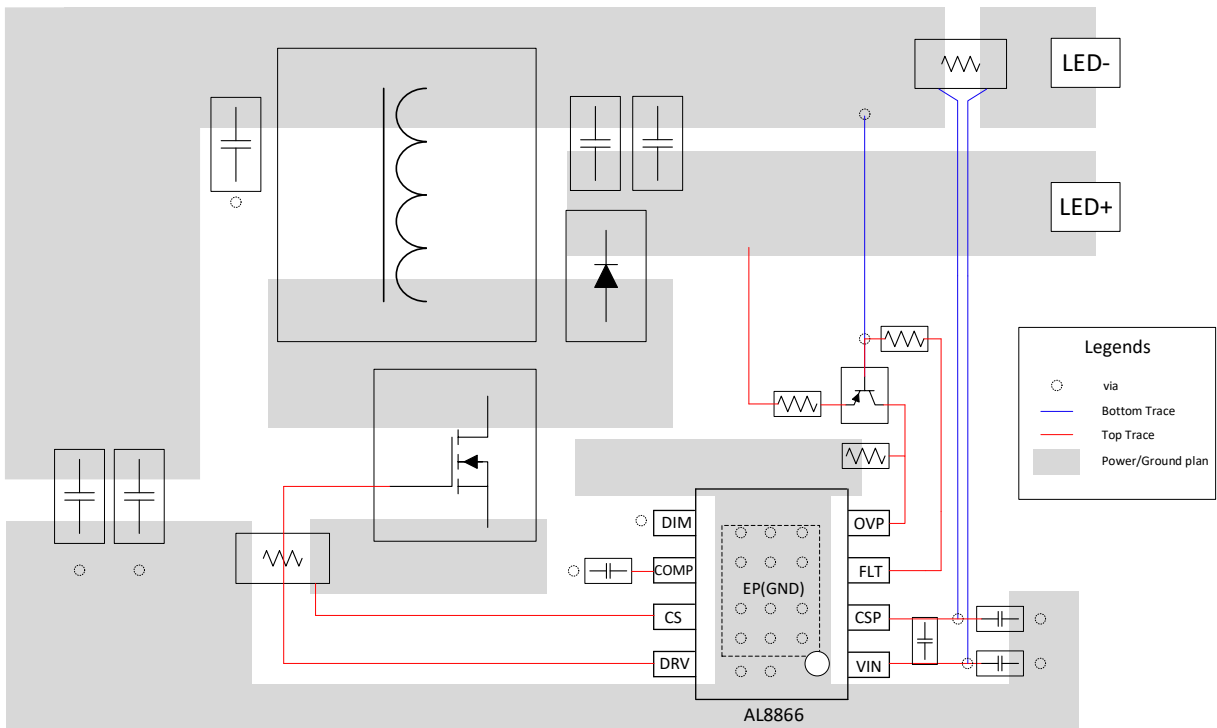 LED-
LED+
Legends
via
Bottom Trace
Top Trace
Power/Ground plan
DIM
OVP
COMP
FLT
EP(GND)
CS
CSP
DRV
VIN
AL8866